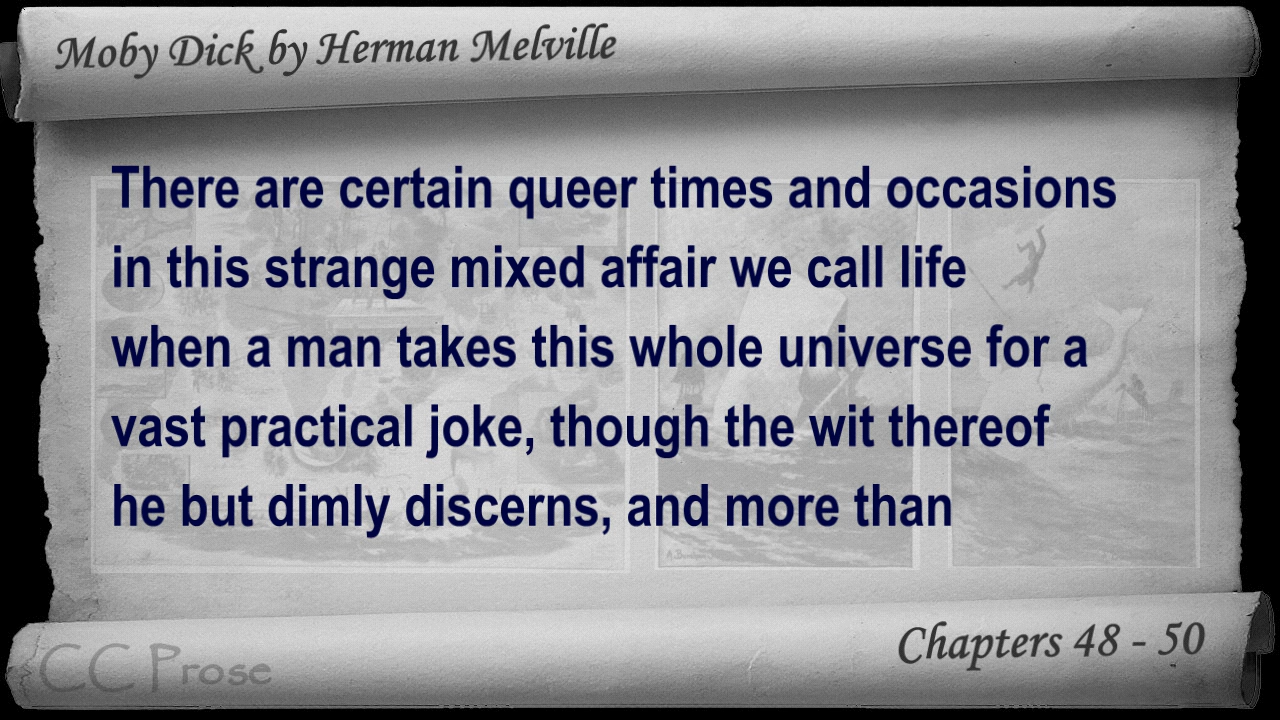 Moby Dick by Herman Melville
There are certain queer times and occasions
in this strange mixed affair we call life
when a man takes this whole universe for a
vast practical joke, though the wit thereof
he but dimly discerns, and more than
Chapters 48 - 50
CC Prose